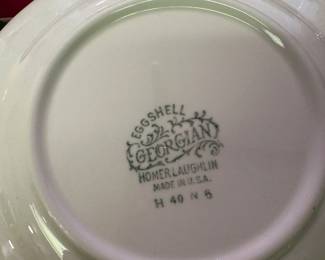 EGGSHELL
GEORGIAN
HOMER LAUGHLIN
MADE IN U.S.A.
H 40 N 8